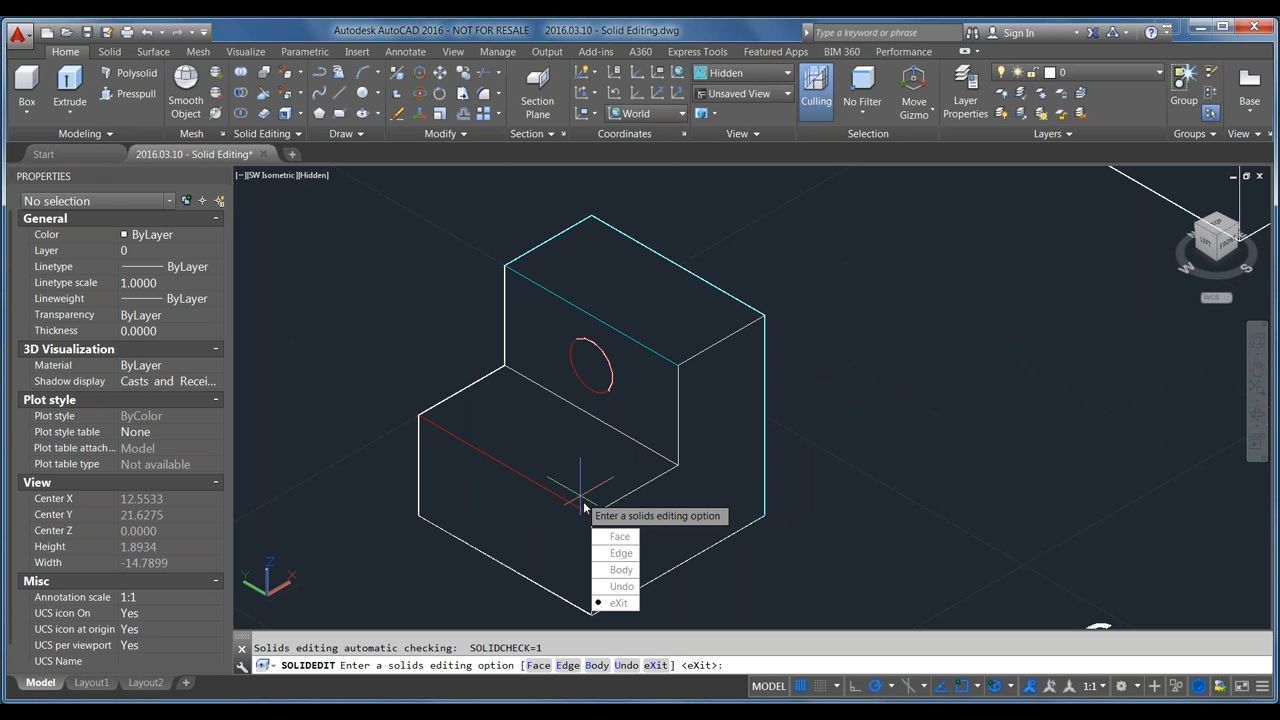 Autodesk AutoCAD 2016 - NOT FOR RESALE 2016.03.10 - Solid Editing.dwg
Type a keyword or phrase
Sign In
Home Solid Surface Mesh Visualize Parametric Insert Annotate View Manage Output Add-ins A360 Express Tools Featured Apps BIM 360 Performance
Box
Extrude
Polysolid
Presspull
Smooth
Object
Section
Plane
Hidden
Unsaved View
World
Culling
No Filter
Move
Gizmo
Layer
Properties
0
Group
Base
Modeling
Mesh
Solid Editing
Draw
Modify
Section
Coordinates
View
Selection
Layers
Groups
View
Start
2016.03.10 - Solid Editing*
PROPERTIES
No selection
General
Color ByLayer
Layer 0
Linetype ByLayer
Linetype scale 1.0000
Lineweight ByLayer
Transparency ByLayer
Thickness 0.0000
3D Visualization
Material ByLayer
Shadow display Casts and Recei...
Plot style
Plot style ByColor
Plot style table None
Plot table attach... Model
Plot table type Not available
View
Center X 12.5533
Center Y 21.6275
Center Z 0.0000
Height 1.8934
Width -14.7899
Misc
Annotation scale 1:1
UCS icon On Yes
UCS icon at origin Yes
UCS per viewport Yes
UCS Name
[−][SW Isometric][Hidden]
TOP
LEFT
FRONT
W
S
WCS
Z
Y
X
Enter a solids editing option
Face
Edge
Body
Undo
eXit
Solids editing automatic checking: SOLIDCHECK=1
SOLIDEDIT Enter a solids editing option [Face Edge Body Undo eXit] <eXit>:
Model Layout1 Layout2
MODEL
1:1